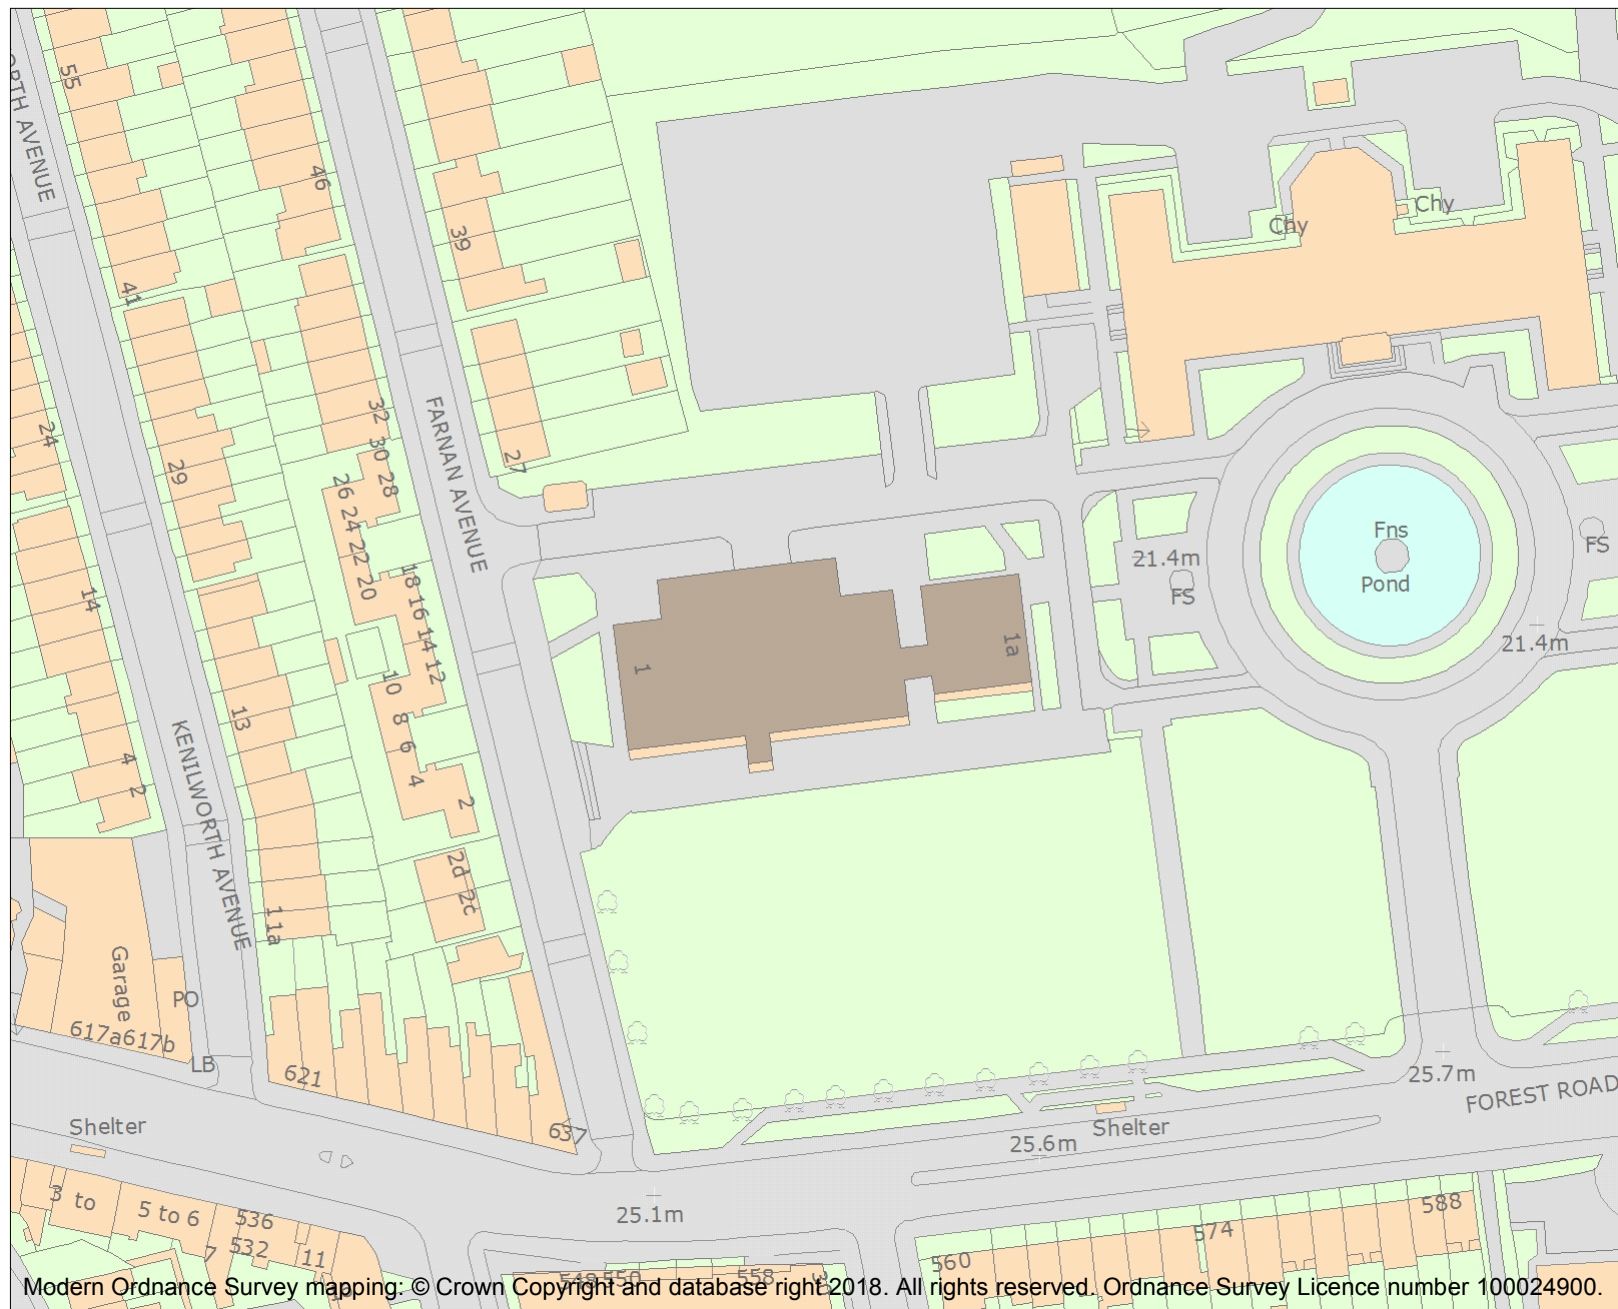 55
ORTH AVENUE
46
39
Chy
Chy
41
24
29
32
30
28
FARNAN AVENUE
27
26
24
22
20
18
16
14
12
14
21.4m
FS
Fns
Pond
FS
21.4m
1
1a
10
8
6
4
2
13
4
2
KENILWORTH AVENUE
2d
2c
11a
Garage
PO
617a617b
LB
621
637
Shelter
25.7m
FOREST ROAD
Shelter
25.6m
25.1m
3 to
5 to 6
536
532
7
11
588
574
560
548
550
558
Modern Ordnance Survey mapping: © Crown Copyright and database right 2018. All rights reserved. Ordnance Survey Licence number 100024900.